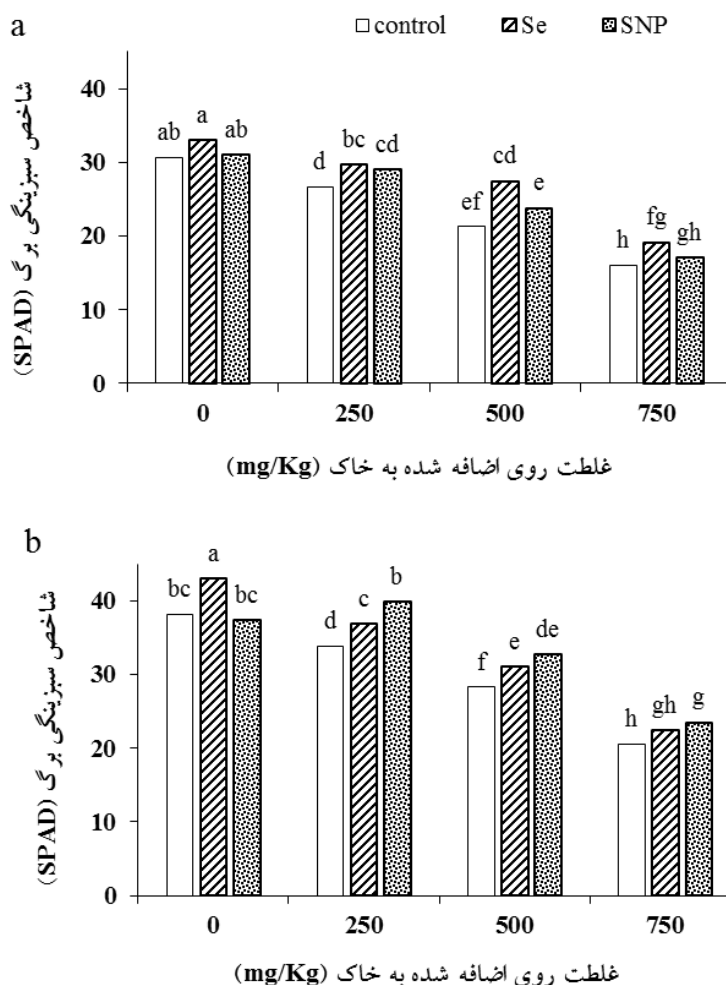 a
control Se SNP
شاخص سبزینگی برگ (SPAD)
40
30
20
10
0
ab a ab
d bc cd
ef cd e
h fg gh
0 250 500 750
غلطت روی اضافه شده به خاک (mg/Kg)
b
شاخص سبزینگی برگ (SPAD)
40
30
20
10
0
bc a bc
d c b
f e de
h gh g
0 250 500 750
غلطت روی اضافه شده به خاک (mg/Kg)